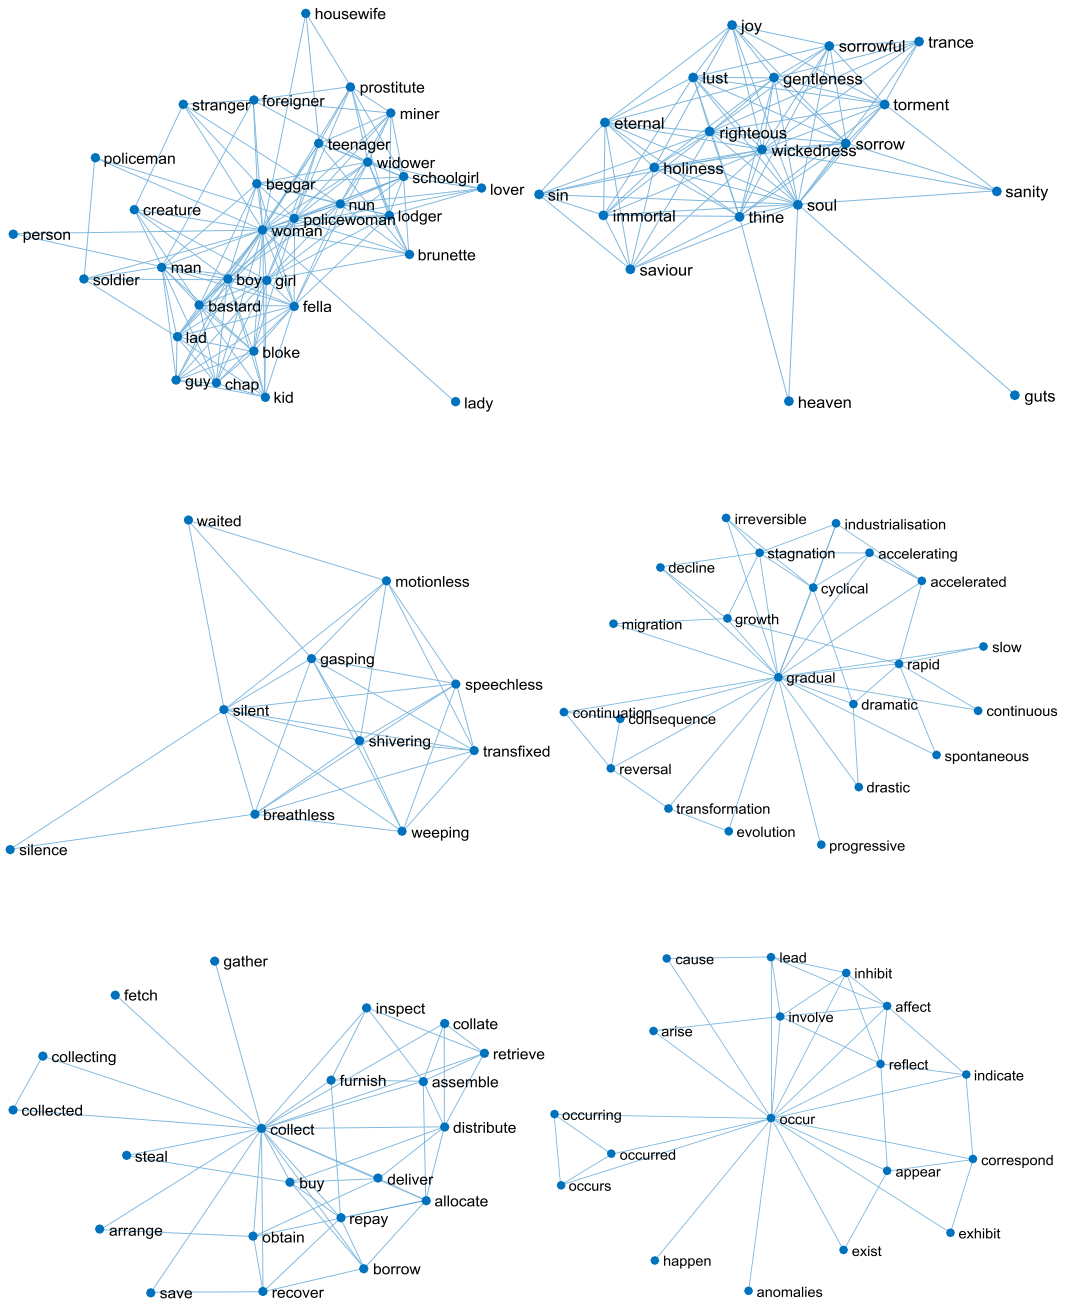 housewife
prostitute
stranger
foreigner
miner
teenager
policeman
widower
schoolgirl
beggar
lover
creature
nun
lodger
policewoman
person
woman
brunette
man
soldier
boy
girl
bastard
fella
lad
bloke
guy
chap
kid
lady
joy
sorrowful
trance
lust
gentleness
torment
eternal
righteous
wickedness
sorrow
holiness
sin
sanity
immortal
thine
soul
saviour
heaven
guts
waited
motionless
gasping
speechless
silent
shivering
transfixed
breathless
weeping
silence
irreversible
industrialisation
stagnation
accelerating
decline
cyclical
accelerated
migration
growth
slow
rapid
gradual
continuation
consequence
dramatic
continuous
reversal
spontaneous
drastic
transformation
evolution
progressive
gather
fetch
inspect
collate
collecting
retrieve
furnish
assemble
collected
collect
distribute
steal
buy
deliver
allocate
arrange
repay
obtain
borrow
save
recover
cause
lead
inhibit
affect
arise
involve
reflect
indicate
occurring
occur
occurred
correspond
occurs
appear
exhibit
happen
exist
anomalies